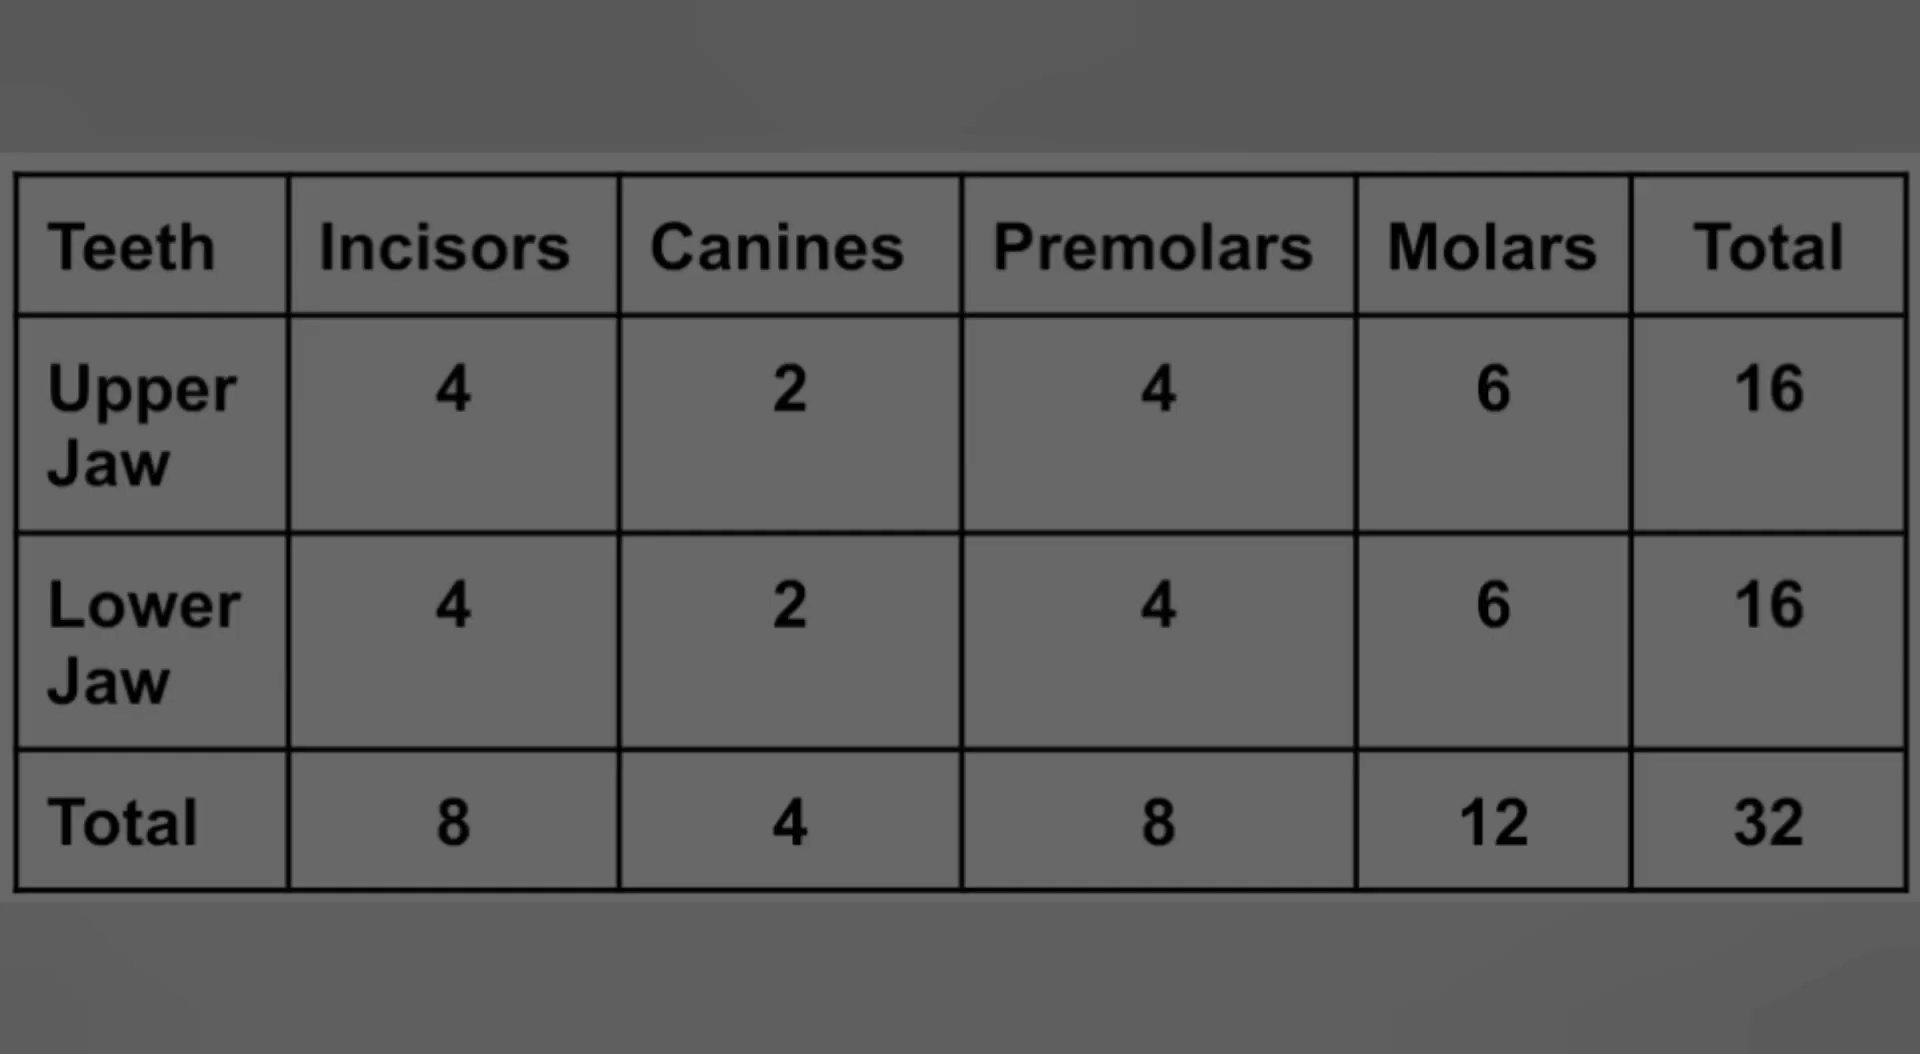 Teeth Incisors Canines Premolars Molars Total
Upper Jaw 4 2 4 6 16
Lower Jaw 4 2 4 6 16
Total 8 4 8 12 32